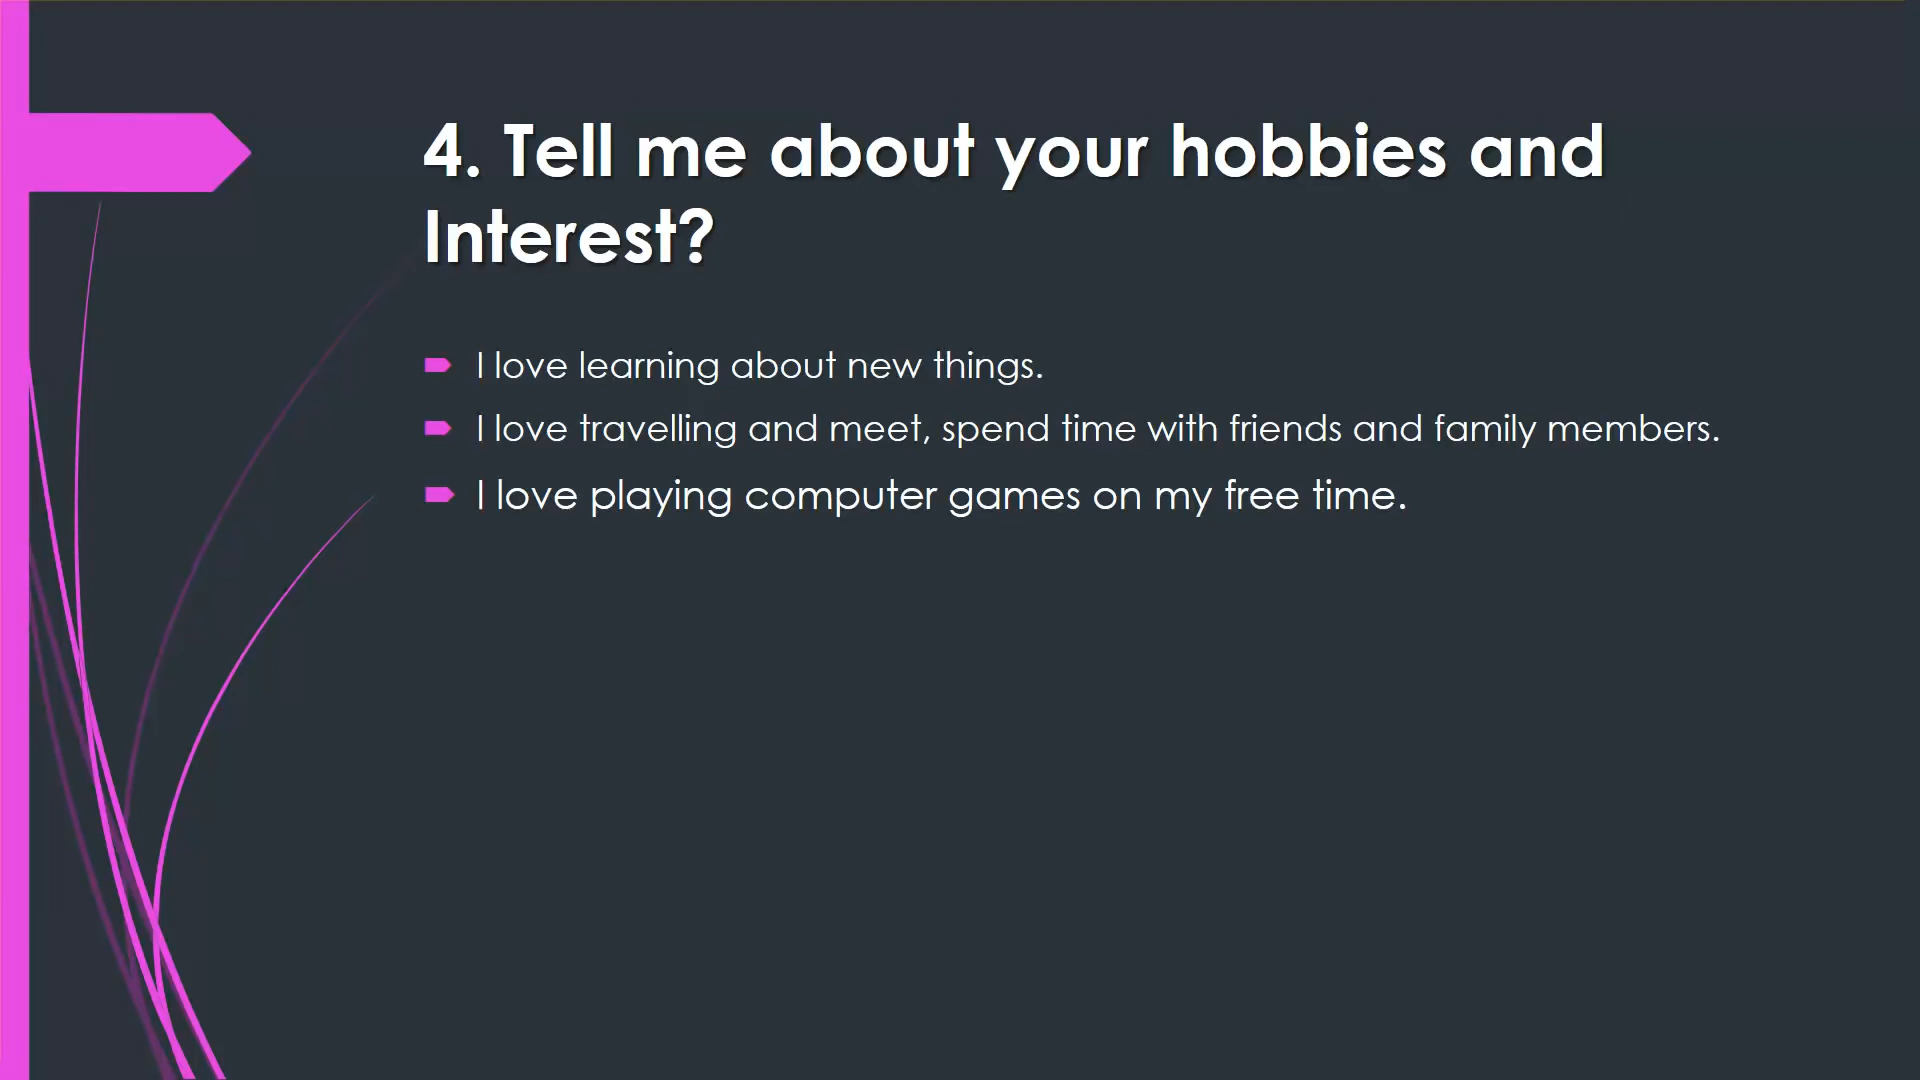 4. Tell me about your hobbies and
Interest?
I love learning about new things.
I love travelling and meet, spend time with friends and family members.
I love playing computer games on my free time.